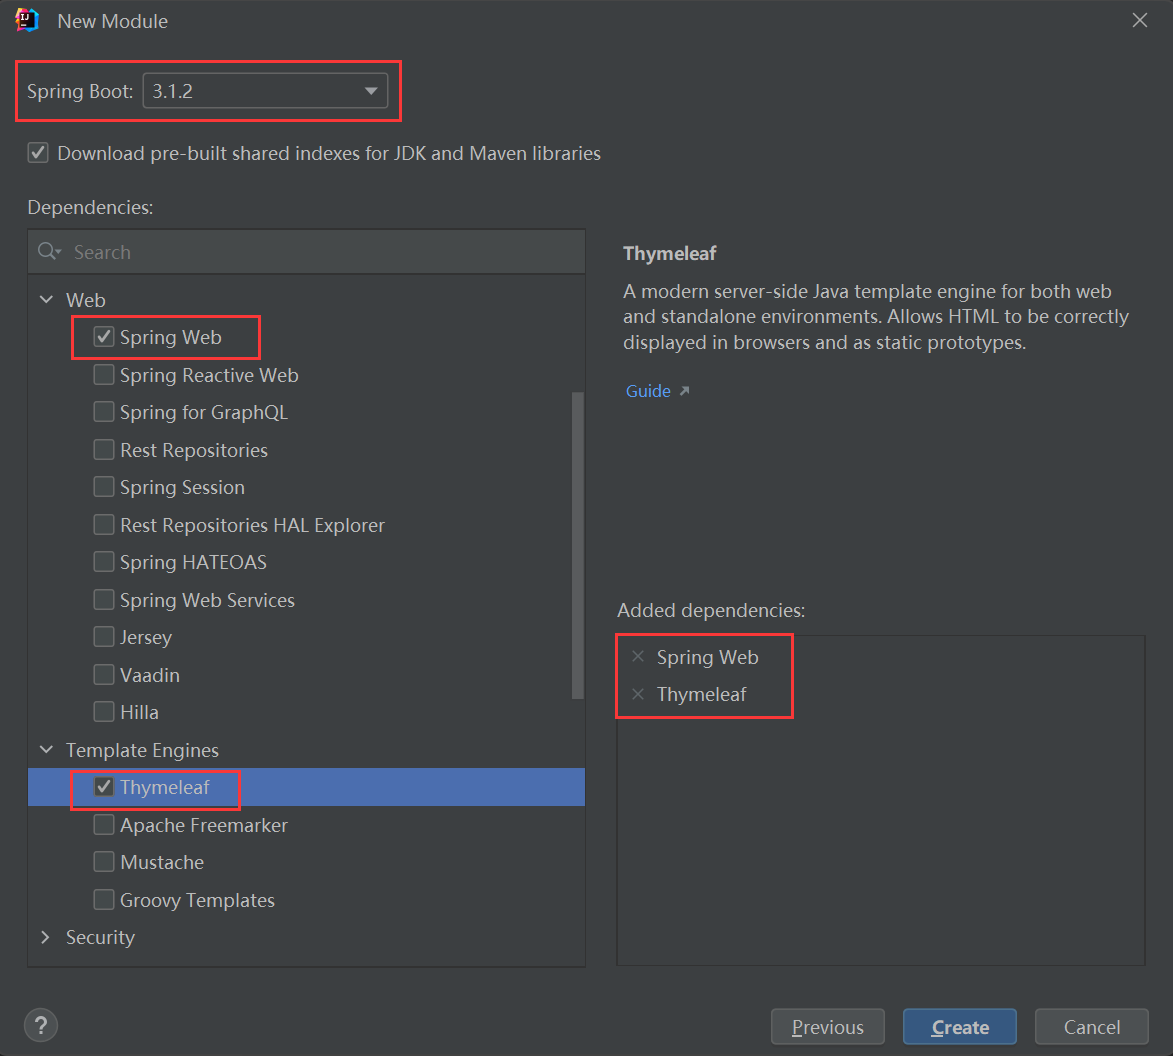 New Module
Spring Boot: 3.1.2
Download pre-built shared indexes for JDK and Maven libraries
Dependencies:
Search
Web
Spring Web
Spring Reactive Web
Spring for GraphQL
Rest Repositories
Spring Session
Rest Repositories HAL Explorer
Spring HATEOAS
Spring Web Services
Jersey
Vaadin
Hilla
Template Engines
Thymeleaf
Apache Freemarker
Mustache
Groovy Templates
Security
Thymeleaf
A modern server-side Java template engine for both web
and standalone environments. Allows HTML to be correctly
displayed in browsers and as static prototypes.
Guide
Added dependencies:
Spring Web
Thymeleaf
?
Previous
Create
Cancel